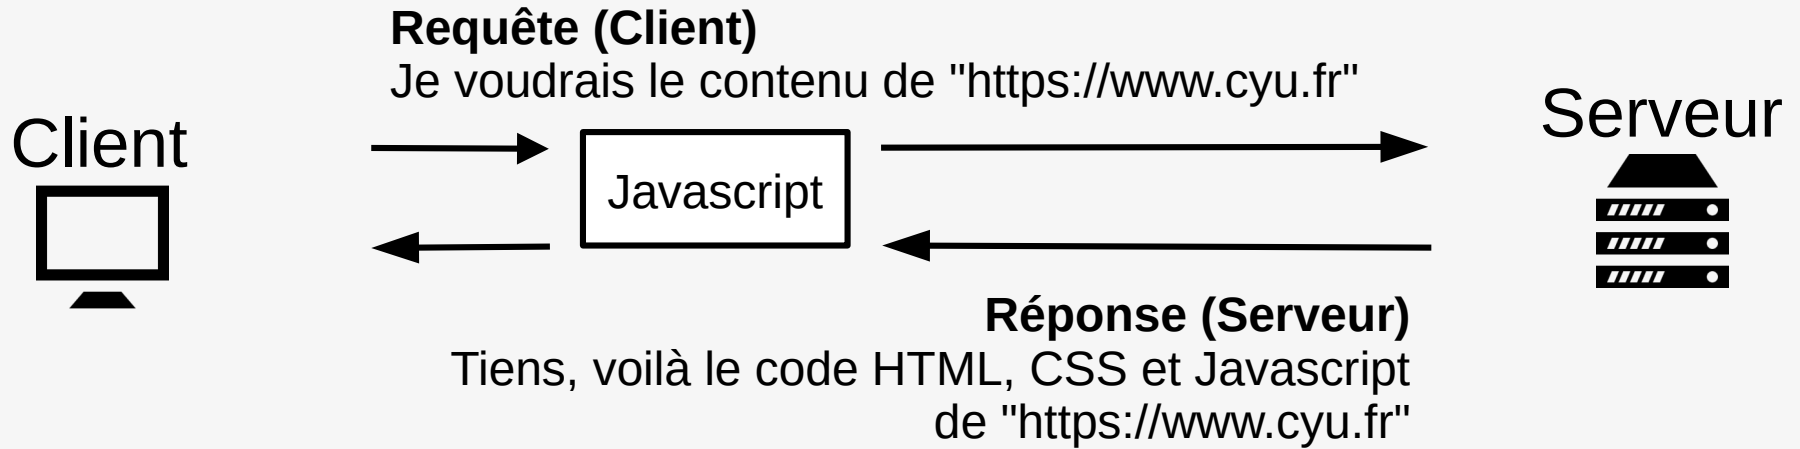 Requête (Client)
Je voudrais le contenu de "https://www.cyu.fr"
Client
Serveur
Javascript
Réponse (Serveur)
Tiens, voilà le code HTML, CSS et Javascript
de "https://www.cyu.fr"